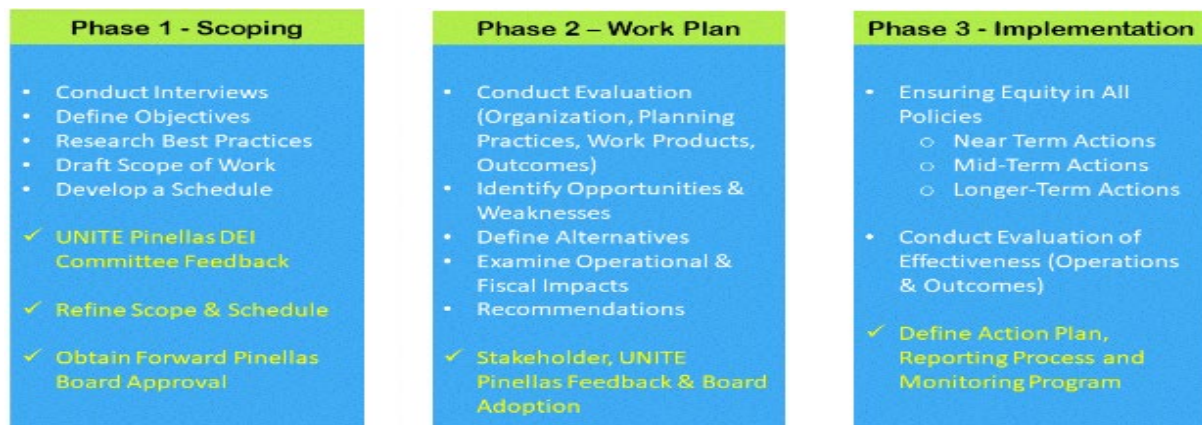 Phase 1 - Scoping
• Conduct Interviews
• Define Objectives
• Research Best Practices
• Draft Scope of Work
• Develop a Schedule
✓ UNITE Pinellas DEI
Committee Feedback
✓ Refine Scope & Schedule
✓ Obtain Forward Pinellas
Board Approval
Phase 2 – Work Plan
• Conduct Evaluation
(Organization, Planning
Practices, Work Products,
Outcomes)
• Identify Opportunities &
Weaknesses
• Define Alternatives
• Examine Operational &
Fiscal Impacts
• Recommendations
✓ Stakeholder, UNITE
Pinellas Feedback & Board
Adoption
Phase 3 - Implementation
• Ensuring Equity in All
Policies
o Near Term Actions
o Mid-Term Actions
o Longer-Term Actions
• Conduct Evaluation of
Effectiveness (Operations
& Outcomes)
✓ Define Action Plan,
Reporting Process and
Monitoring Program